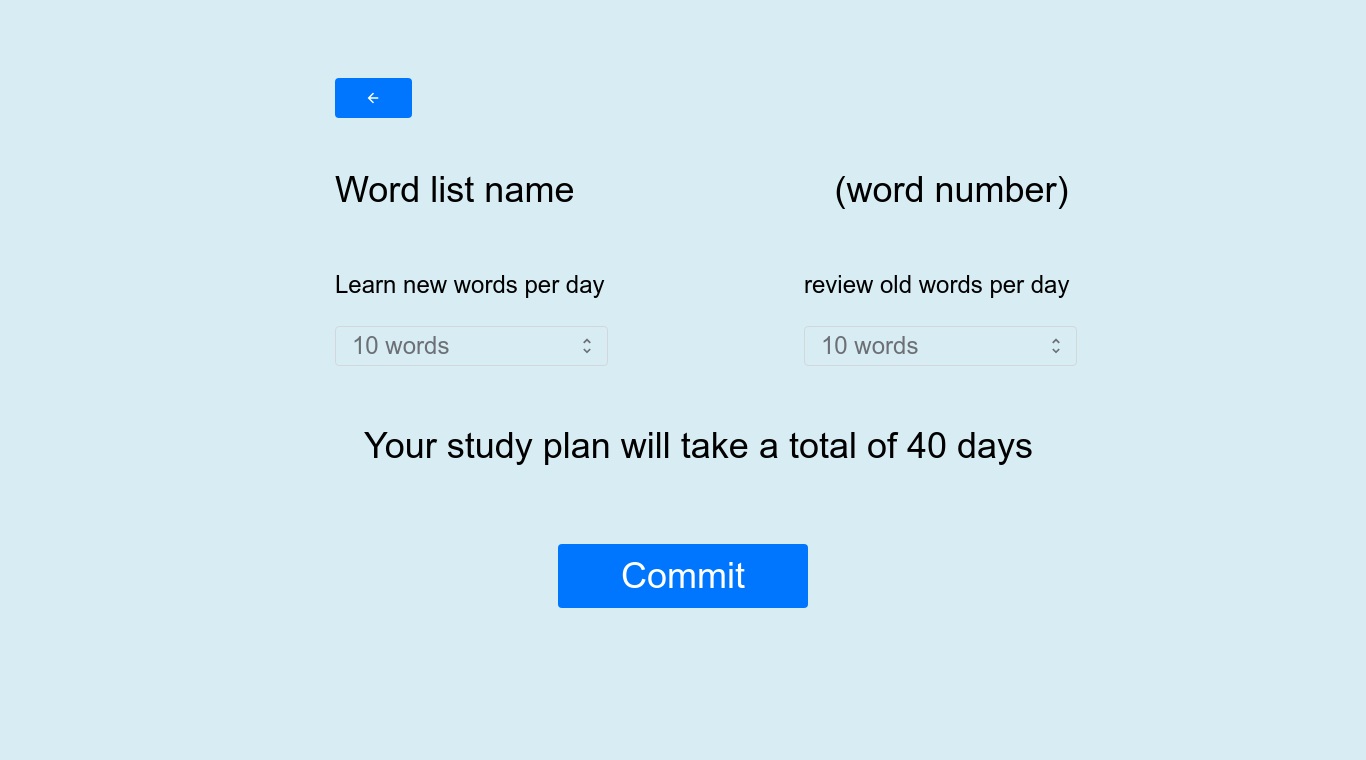 Word list name
(word number)
Learn new words per day
review old words per day
10 words
10 words
Your study plan will take a total of 40 days
Commit